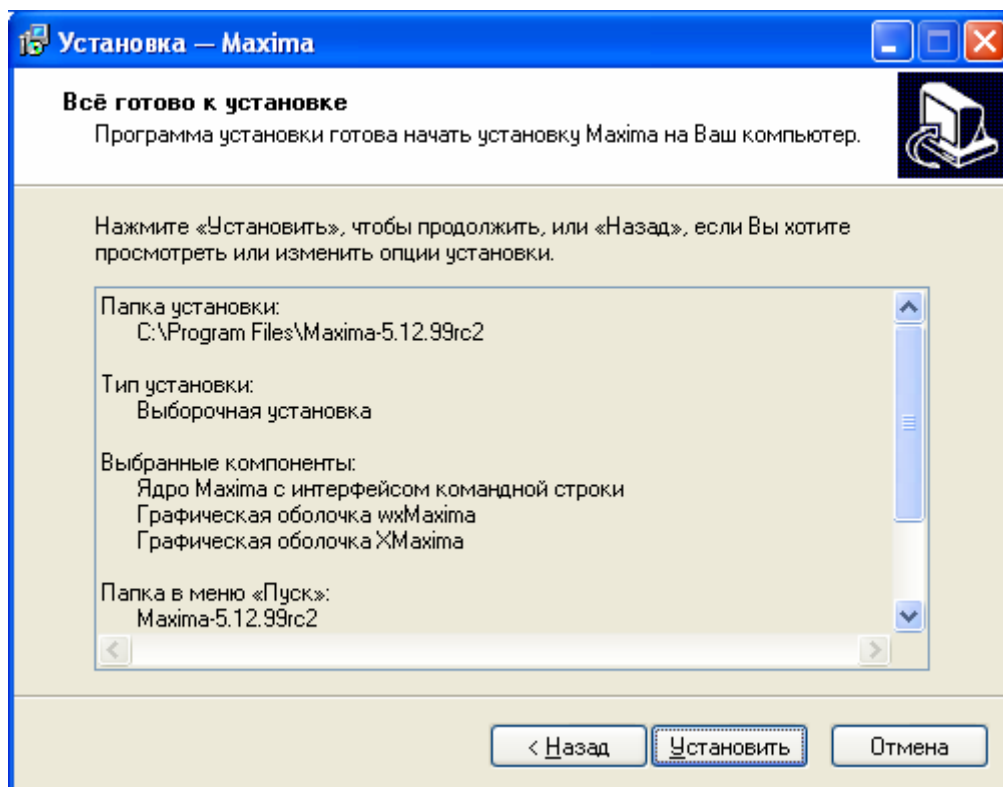 Установка — Maxima
Всё готово к установке
Программа установки готова начать установку Maxima на Ваш компьютер.
Нажмите «Установить», чтобы продолжить, или «Назад», если Вы хотите
просмотреть или изменить опции установки.
Папка установки:
C:\Program Files\Maxima-5.12.99rc2
Тип установки:
Выборочная установка
Выбранные компоненты:
Ядро Maxima с интерфейсом командной строки
Графическая оболочка wxMaxima
Графическая оболочка XMaxima
Папка в меню «Пуск»:
Maxima-5.12.99rc2
< Назад
Установить
Отмена